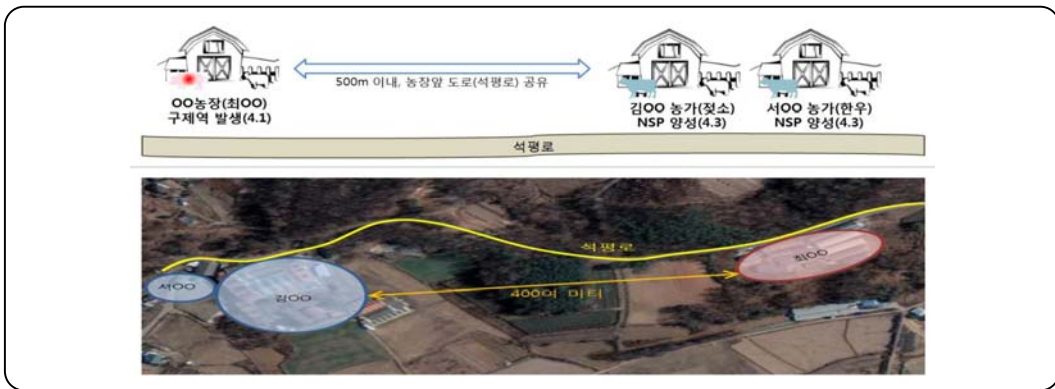 500m 이내, 농장앞 도로(석평로) 공유
OO농장(최OO)
구제역 발생(4.1)
김OO 농가(젖소)
NSP 양성(4.3)
서OO 농가(한우)
NSP 양성(4.3)
석평로
석평로
최OO
서OO
김OO
400여 미터